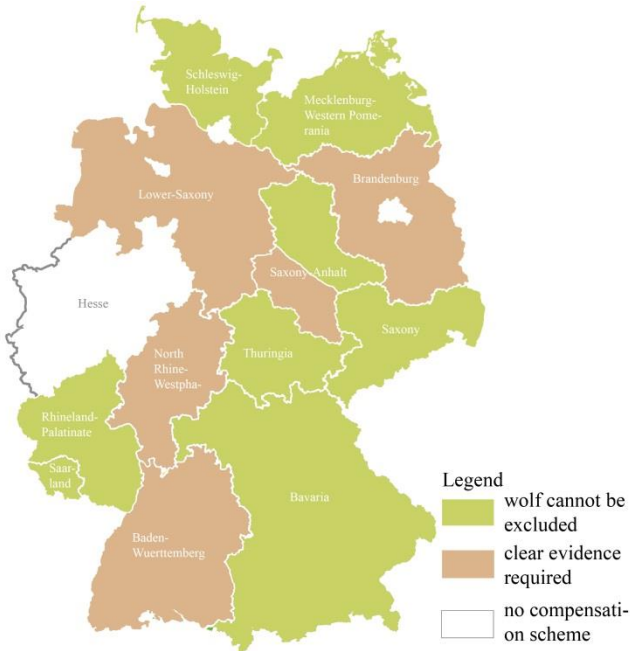 Schleswig-
Holstein
Mecklenburg-
Western Pome-
rania
Lower-Saxony
Brandenburg
Saxony-Anhalt
Hesse
North
Rhine-
Westpha-
Thuringia
Saxony
Rhineland-
Palatinate
Saar-
land
Bavaria
Baden-
Wuerttemberg
Legend
wolf cannot be
excluded
clear evidence
required
no compensati-
on scheme